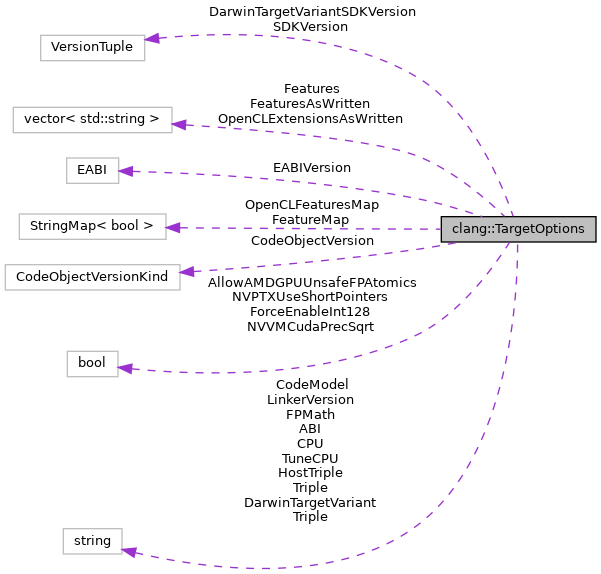 DarwinTargetVariantSDKVersion
SDKVersion
VersionTuple
Features
FeaturesAsWritten
OpenCLExtensionsAsWritten
vector< std::string >
EABIVersion
EABI
OpenCLFeaturesMap
FeatureMap
StringMap< bool >
clang::TargetOptions
CodeObjectVersion
CodeObjectVersionKind
AllowAMDGPUUnsafeFPAtomics
NVPTXUseShortPointers
ForceEnableInt128
NVVMCudaPrecSqrt
bool
CodeModel
LinkerVersion
FPMath
ABI
CPU
TuneCPU
HostTriple
Triple
DarwinTargetVariant
Triple
string